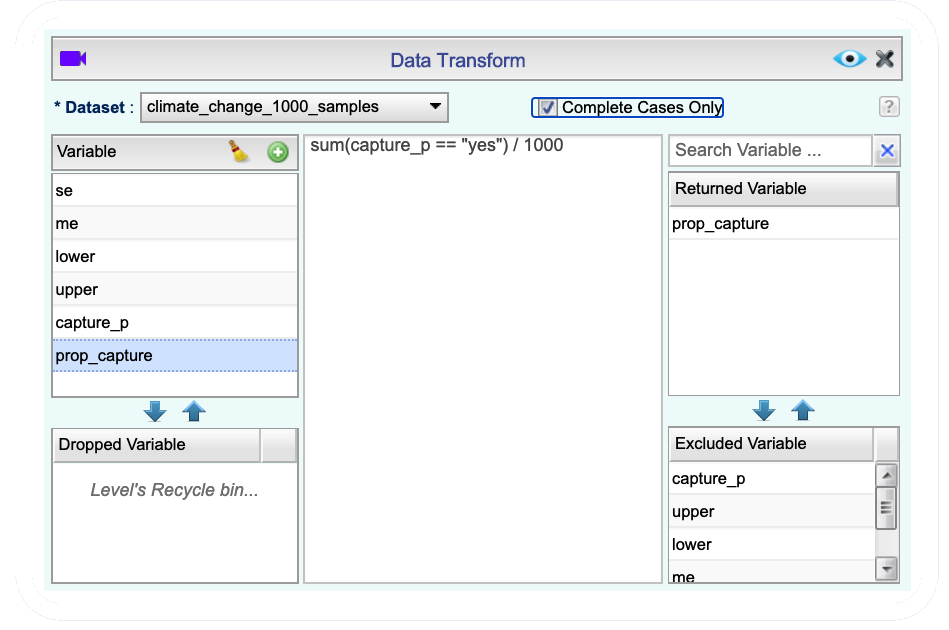 Data Transform
* Dataset :
climate_change_1000_samples
Complete Cases Only
?
Variable
se
me
lower
upper
capture_p
prop_capture
Dropped Variable
Level's Recycle bin...
sum(capture_p == "yes") / 1000
Search Variable ...
Returned Variable
prop_capture
Excluded Variable
capture_p
upper
lower
me